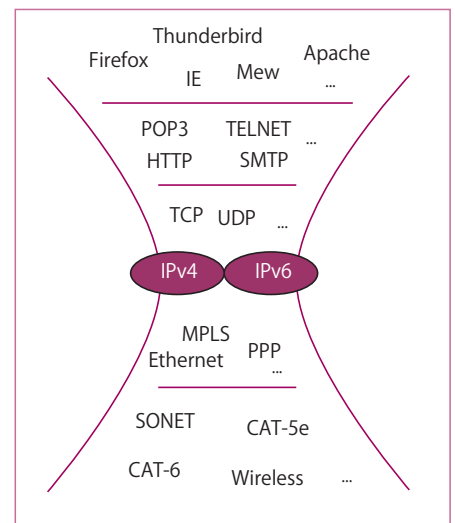 Thunderbird
Firefox IE Mew Apache
...
POP3 TELNET ...
HTTP SMTP
TCP UDP ...
IPv4 IPv6
MPLS
Ethernet PPP
...
SONET CAT-5e
CAT-6 Wireless ...